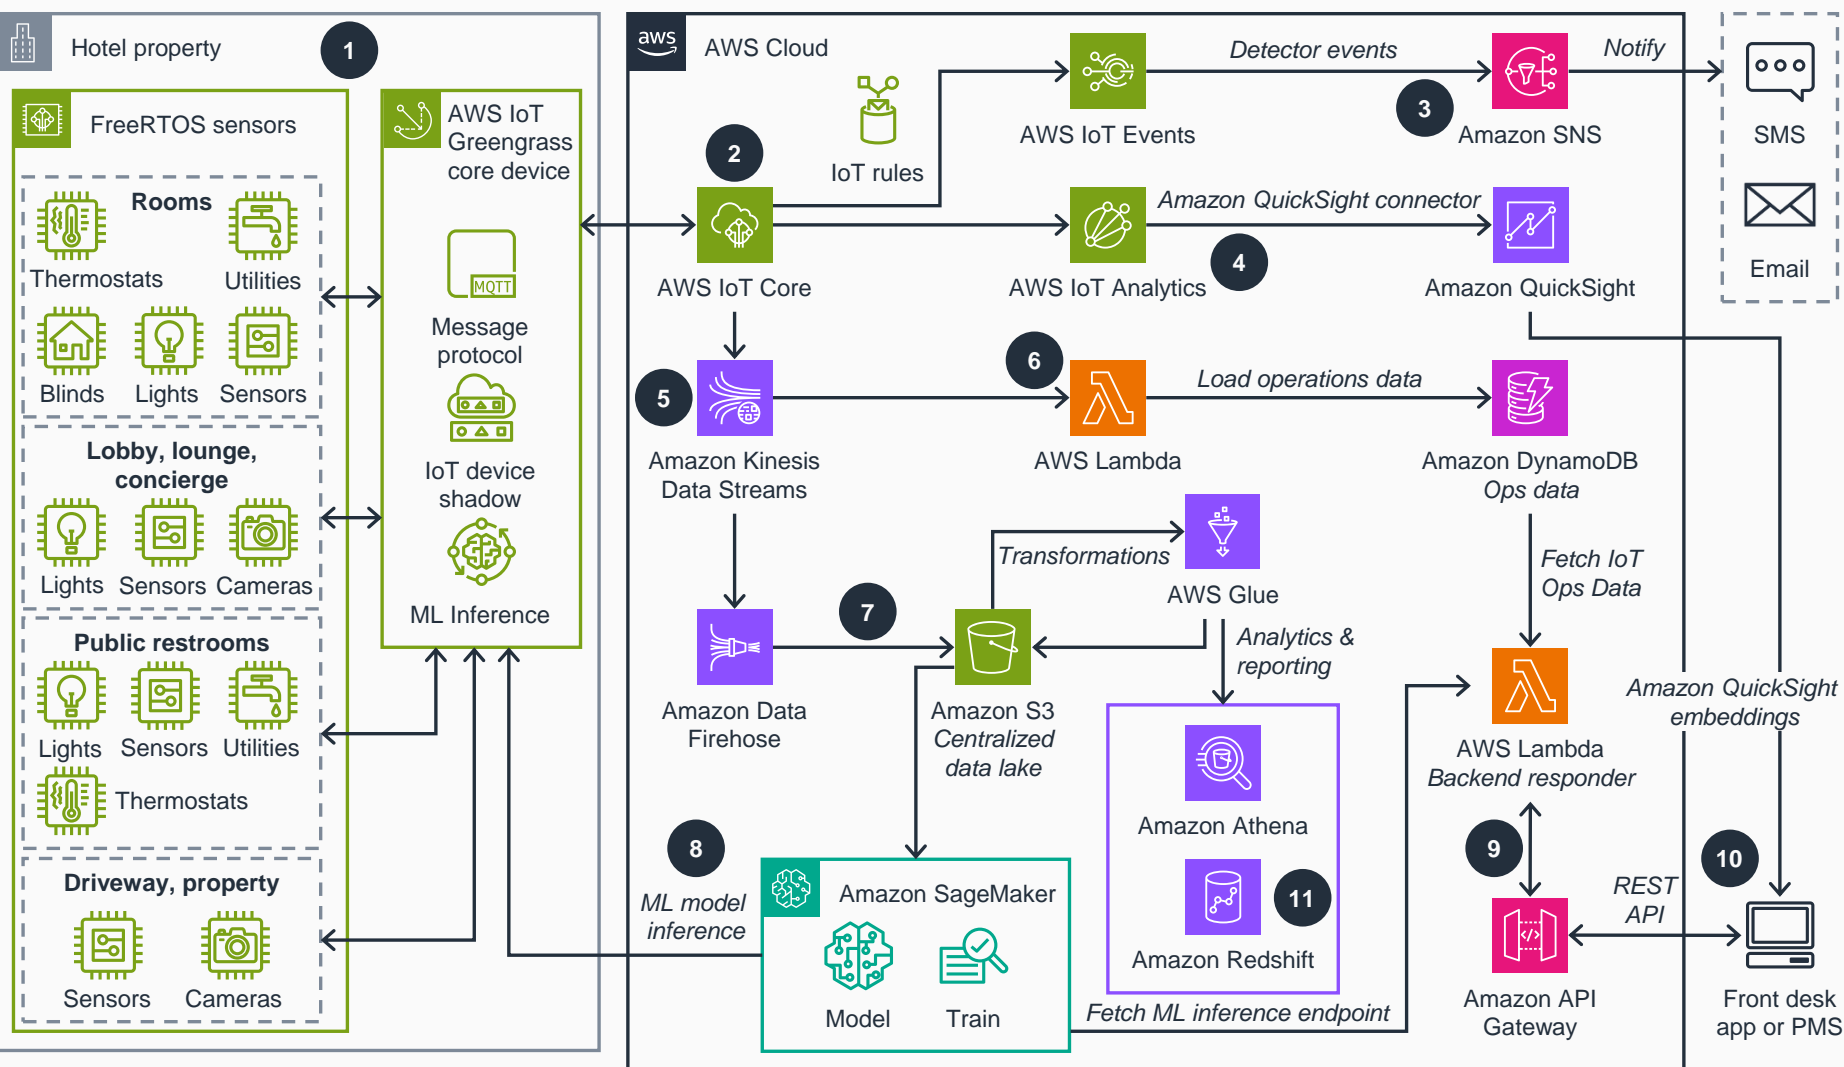 Hotel property
1
FreeRTOS sensors
Rooms
Thermostats
Utilities
Blinds
Lights
Sensors
Lobby, lounge,
concierge
Lights
Sensors
Cameras
Public restrooms
Lights
Sensors
Utilities
Thermostats
Driveway, property
Sensors
Cameras
AWS IoT
Greengrass
core device
MQTT
Message
protocol
IoT device
shadow
ML Inference
aws
AWS Cloud
2
IoT rules
AWS IoT Core
AWS IoT Events
Detector events
3
Amazon SNS
Notify
SMS
Email
AWS IoT Analytics
Amazon QuickSight connector
4
Amazon QuickSight
5
Amazon Kinesis
Data Streams
6
AWS Lambda
Load operations data
Amazon DynamoDB
Ops data
Transformations
AWS Glue
Fetch IoT
Ops Data
7
Amazon Data
Firehose
Amazon S3
Centralized
data lake
Analytics &
reporting
Amazon Athena
Amazon Redshift
11
AWS Lambda
Backend responder
Amazon QuickSight
embeddings
8
ML model
inference
Amazon SageMaker
Model
Train
Fetch ML inference endpoint
9
Amazon API
Gateway
REST
API
10
Front desk
app or PMS